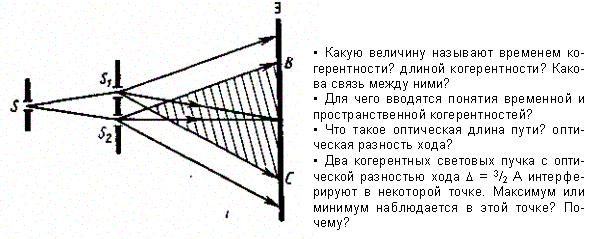 Э
B
S₁
S
S₂
C
• Какую величину называют временем ко-
герентности? длиной когерентности? Како-
ва связь между ними?
• Для чего вводятся понятия временной и
пространственной когерентностей?
• Что такое оптическая длина пути? опти-
ческая разность хода?
• Два когерентных световых пучка с опти-
ческой разностью хода Δ = ³/₂ А интерфе-
рируют в некоторой точке. Максимум или
минимум наблюдается в этой точке? По-
чему?